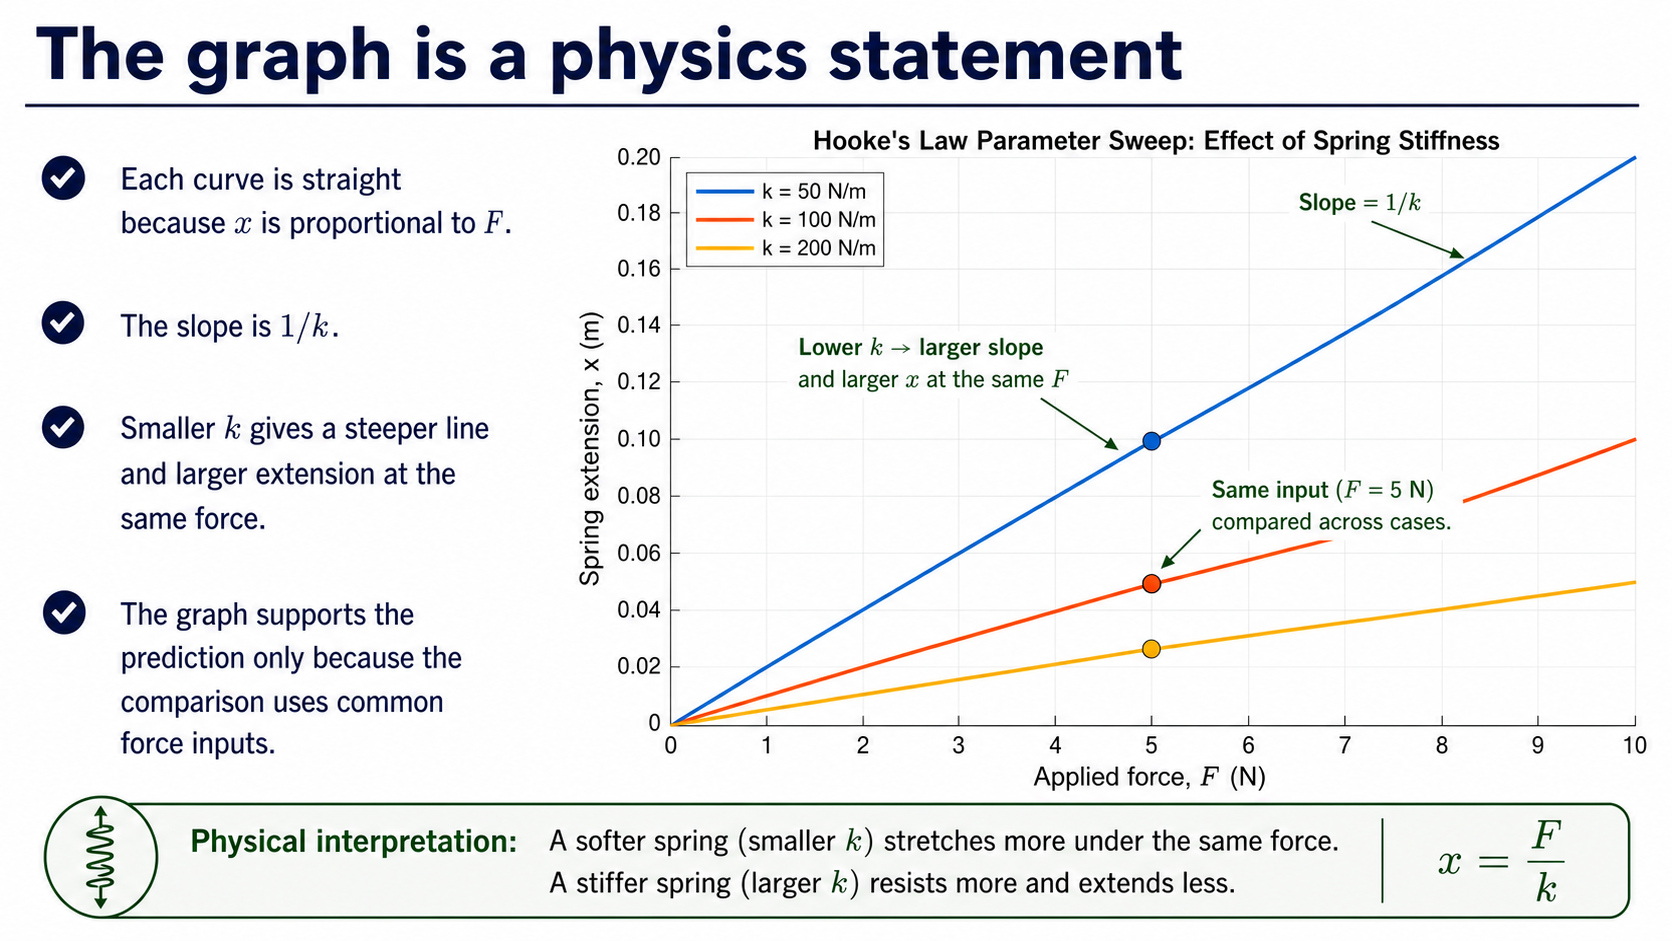 The graph is a physics statement
Each curve is straight
because x is proportional to F.
The slope is 1/k.
Smaller k gives a steeper line
and larger extension at the
same force.
The graph supports the
prediction only because the
comparison uses common
force inputs.
Hooke's Law Parameter Sweep: Effect of Spring Stiffness
k = 50 N/m
k = 100 N/m
k = 200 N/m
Slope = 1/k
Lower k → larger slope
and larger x at the same F
Same input (F = 5 N)
compared across cases.
Spring extension, x (m)
0.20
0.18
0.16
0.14
0.12
0.10
0.08
0.06
0.04
0.02
0
0 1 2 3 4 5 6 7 8 9 10
Applied force, F (N)
Physical interpretation:
A softer spring (smaller k) stretches more under the same force.
A stiffer spring (larger k) resists more and extends less.
x = F/k